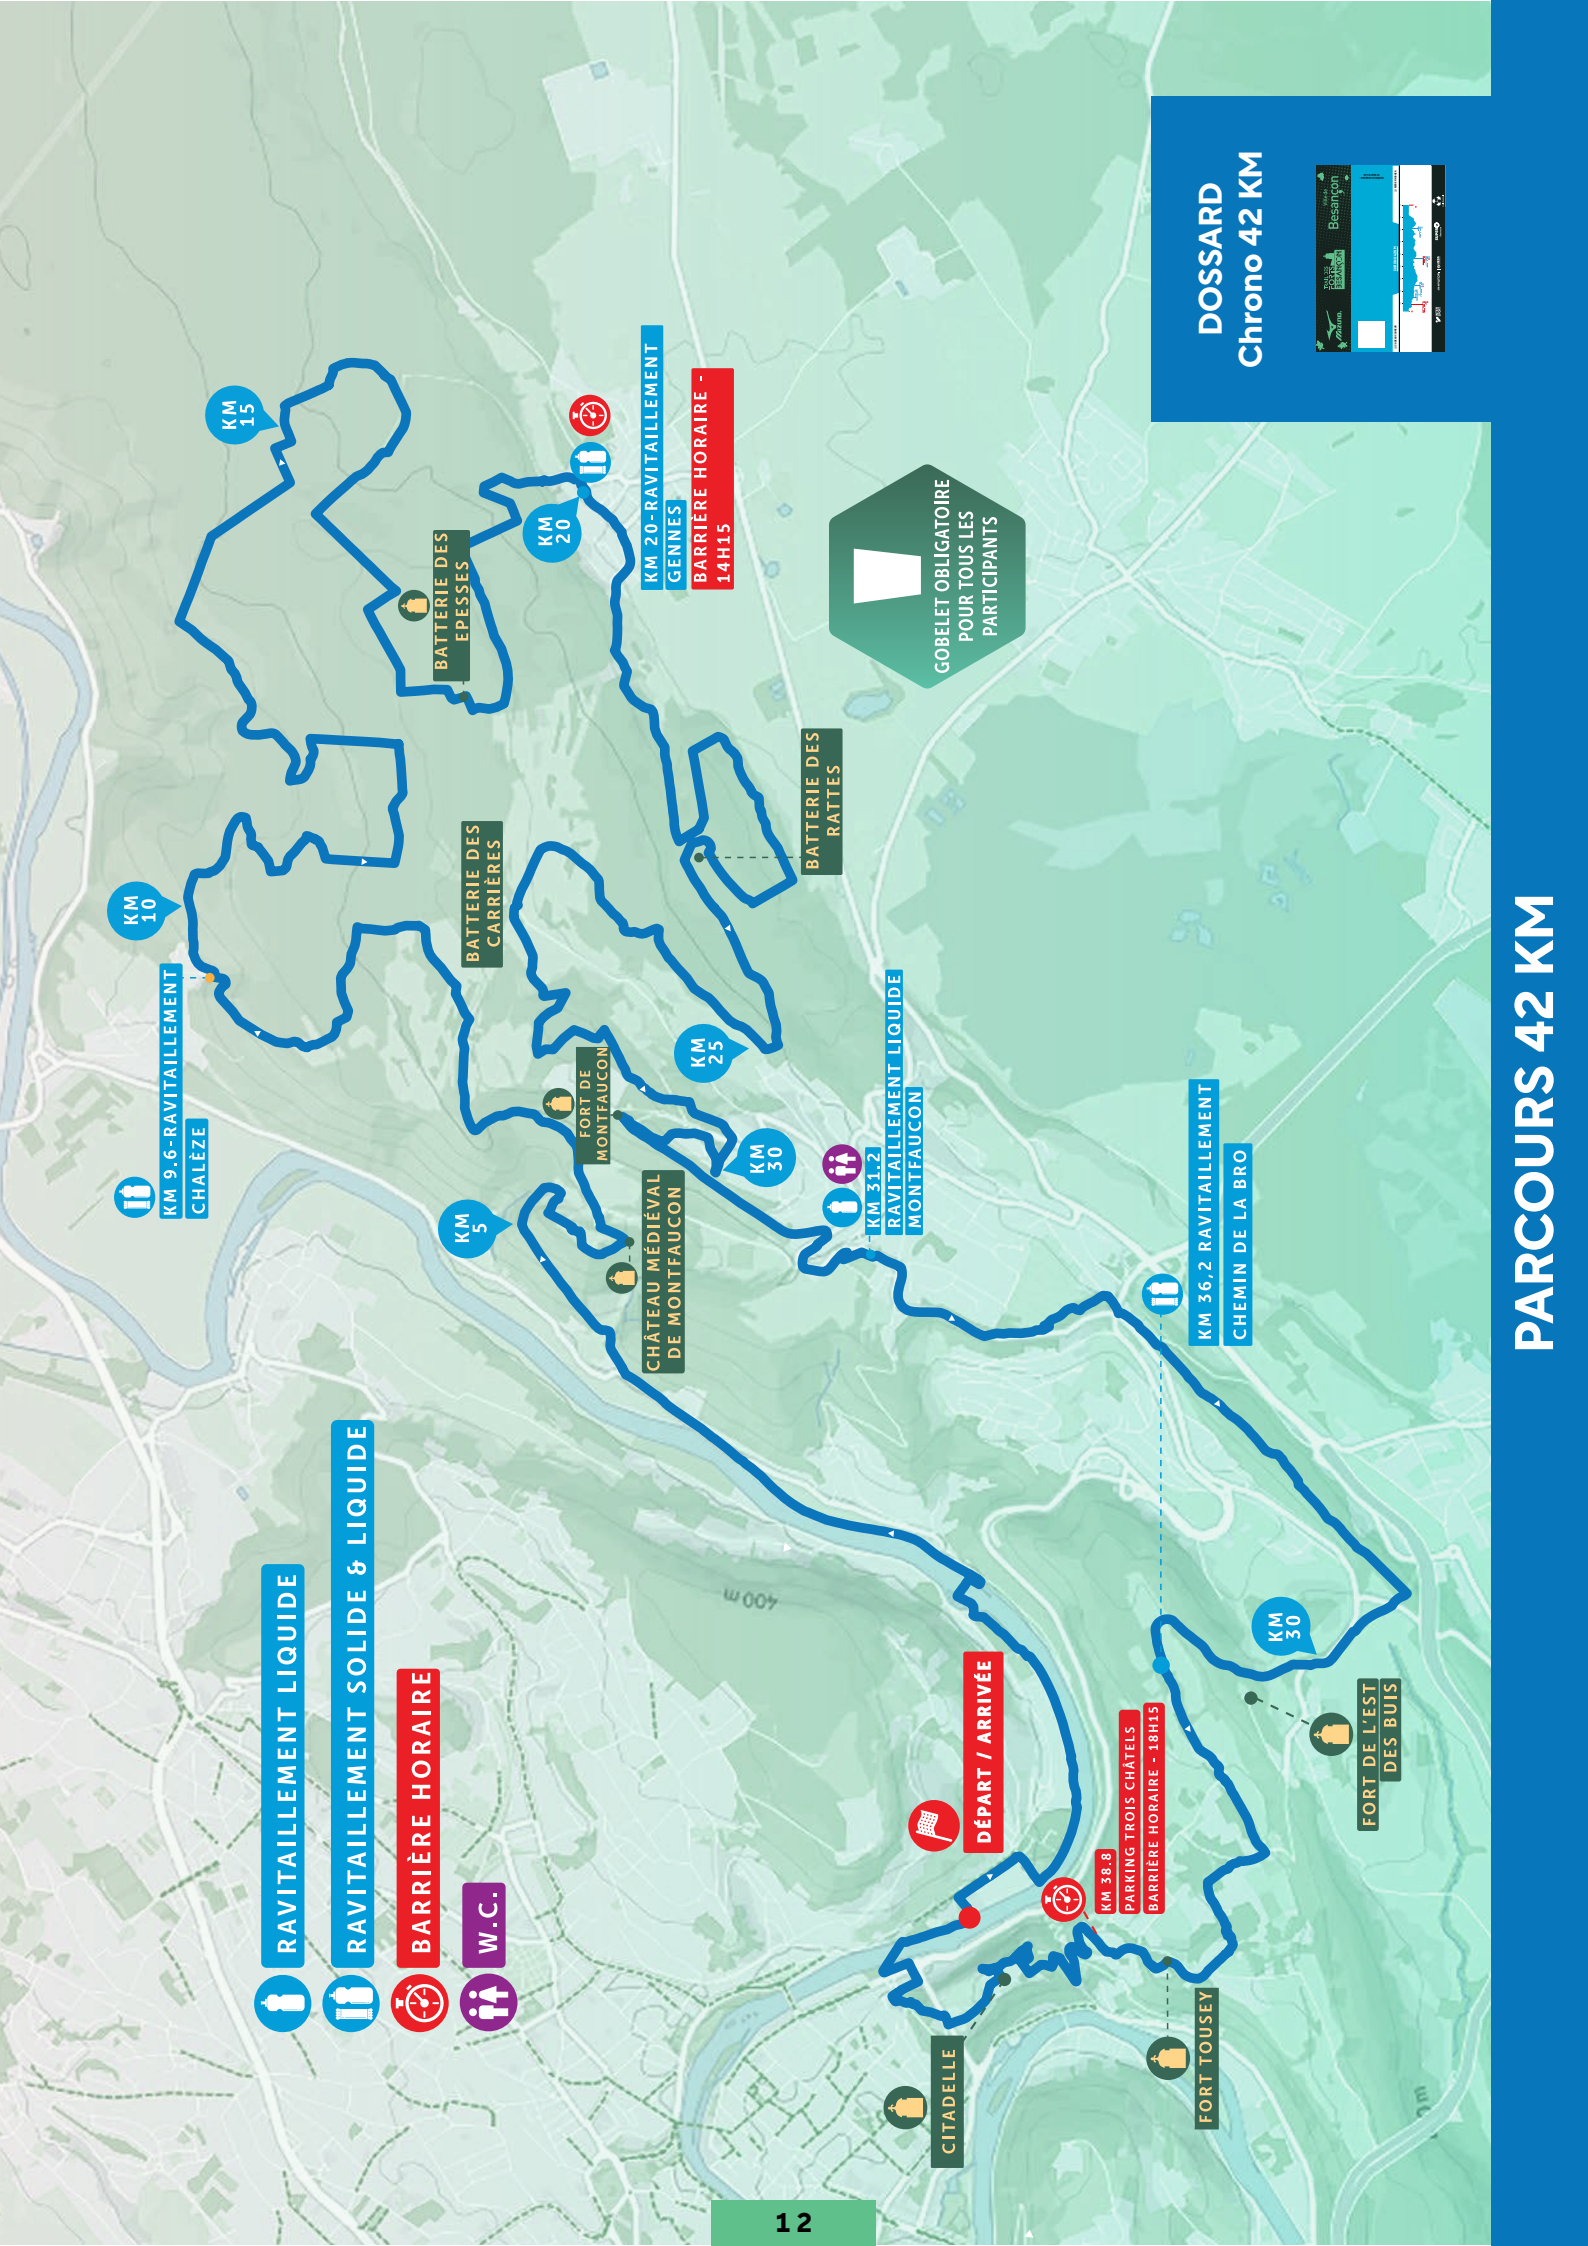 PARCOURS 42 KM
DOSSARD
Chrono 42 KM
Ville de
Besançon
MIZUNO
RAVITAILLEMENT LIQUIDE
RAVITAILLEMENT SOLIDE & LIQUIDE
BARRIÈRE HORAIRE
W.C.
KM
10
KM 9.6-RAVITAILLEMENT
CHALÈZE
KM
15
BATTERIE DES
EPESSES
KM
20
KM 20-RAVITAILLEMENT
GENNES
BARRIÈRE HORAIRE -
14H15
BATTERIE DES
CARRIÈRES
KM
5
FORT DE
MONTFAUCON
CHÂTEAU MÉDIÉVAL
DE MONTFAUCON
KM
25
BATTERIE DES
RATTES
GOBELET OBLIGATOIRE
POUR TOUS LES
PARTICIPANTS
KM
30
KM 31.2
RAVITAILLEMENT LIQUIDE
MONTFAUCON
KM 36,2 RAVITAILLEMENT
CHEMIN DE LA BRO
400 m
DÉPART / ARRIVÉE
KM 38.8
PARKING TROIS CHÂTELS
BARRIÈRE HORAIRE - 18H15
KM
30
FORT DE L'EST
DES BUIS
CITADELLE
FORT TOUSEY
12